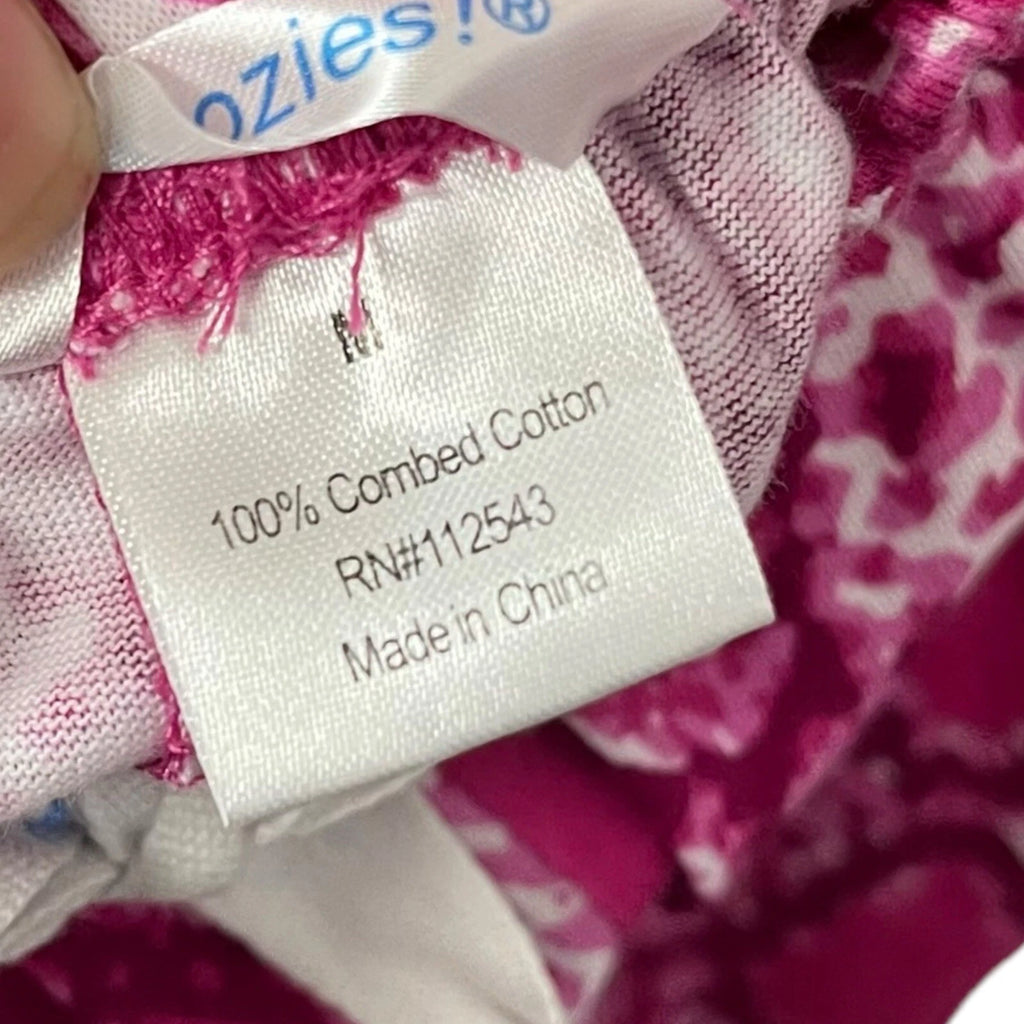 ozies!®
M
100% Combed Cotton
RN#112543
Made in China